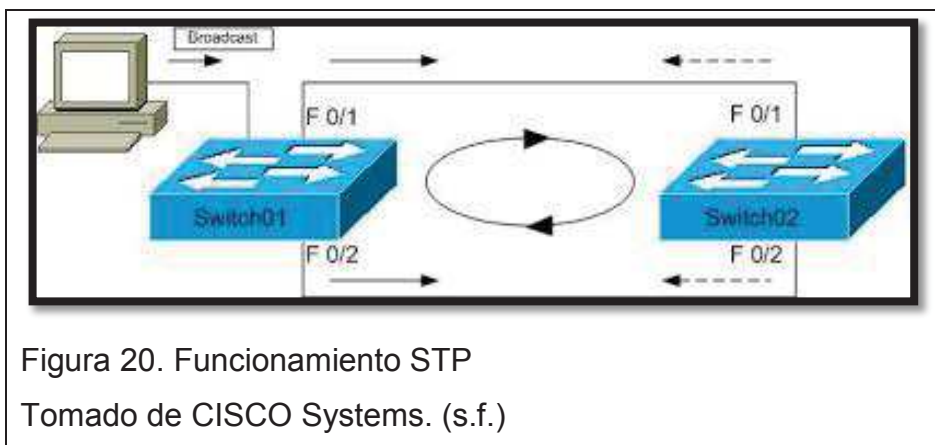 Broadcast
F 0/1
F 0/1
Switch01
Switch02
F 0/2
F 0/2
Figura 20. Funcionamiento STP
Tomado de CISCO Systems. (s.f.)